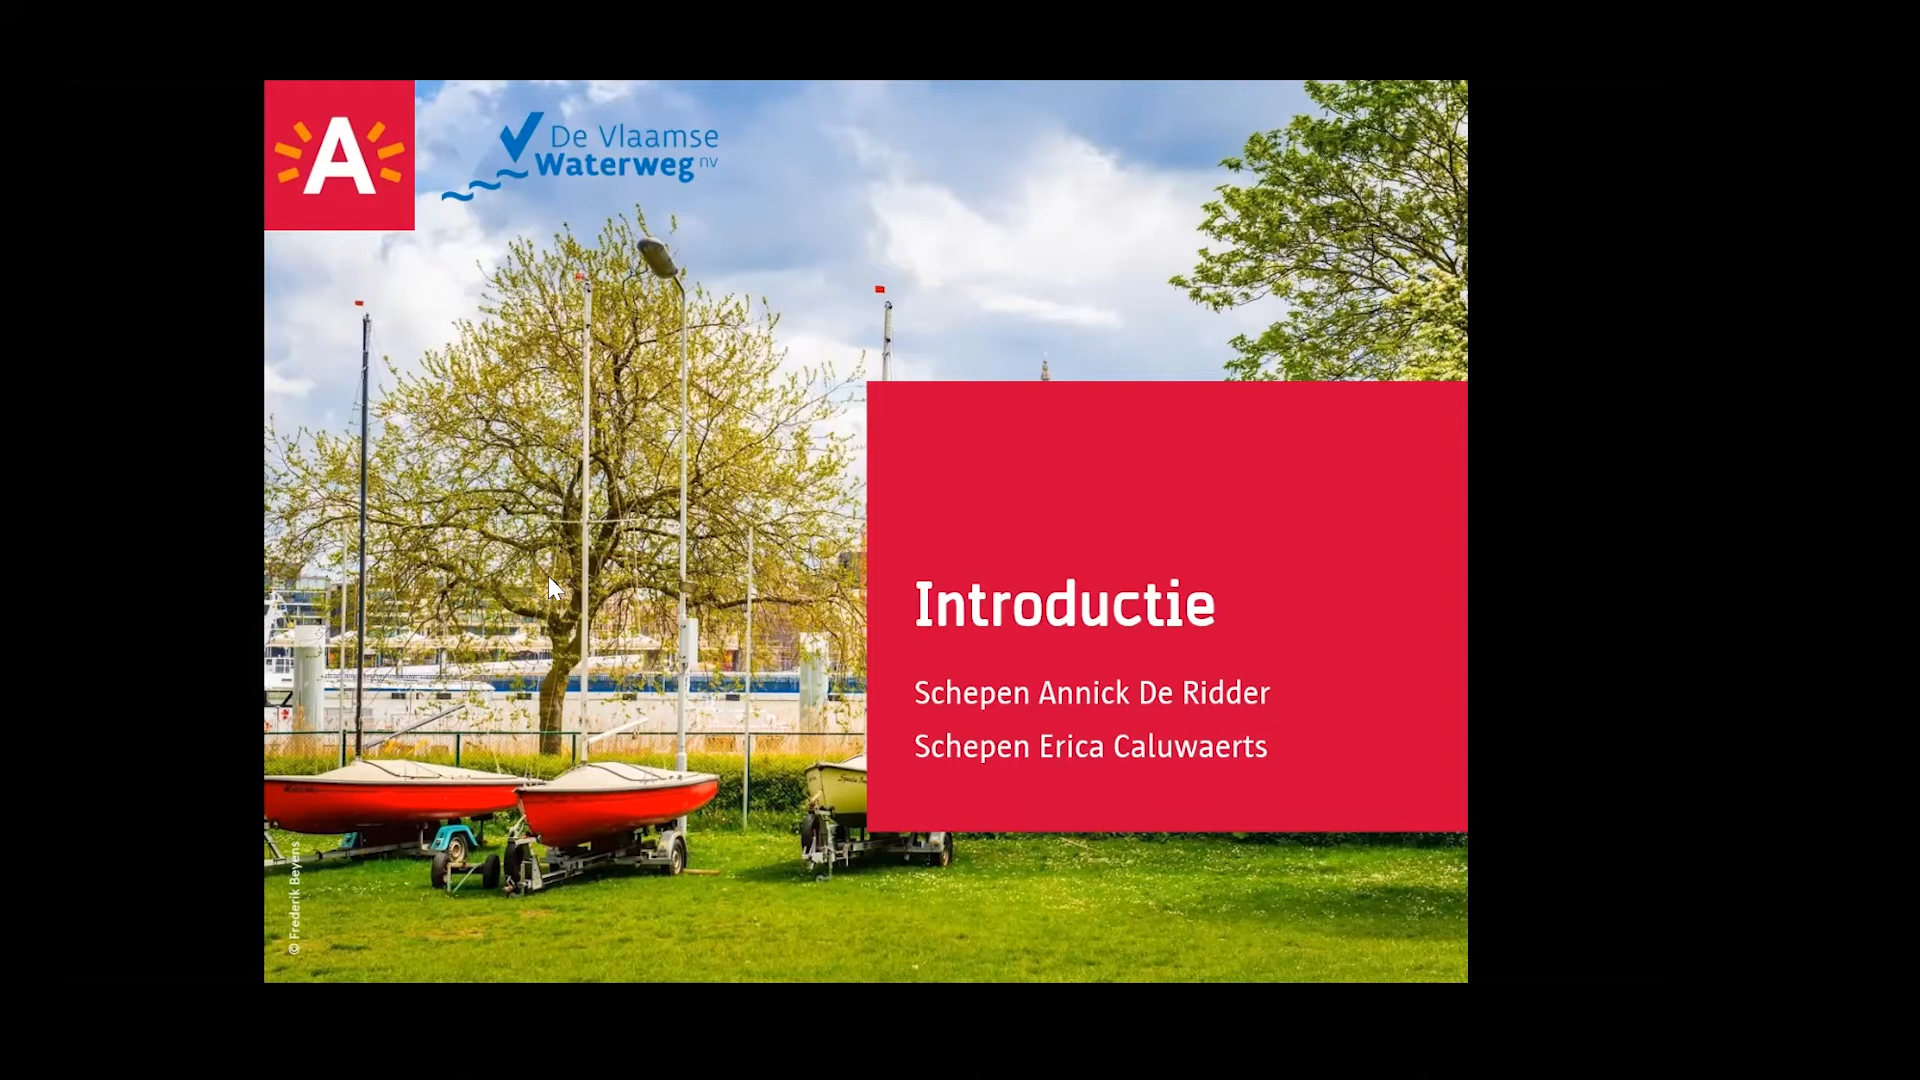 A
De Vlaamse
Waterweg nv
Introductie
Schepen Annick De Ridder
Schepen Erica Caluwaerts
© Frederik Beyens